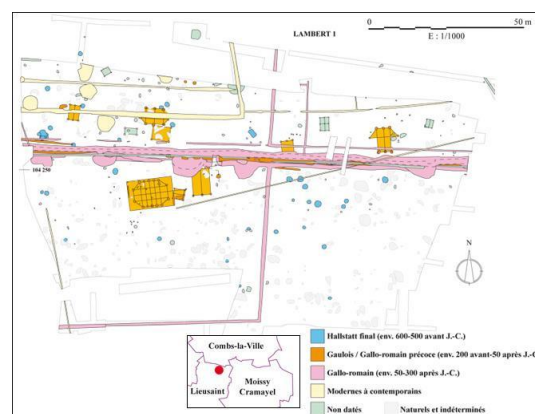 LAMBERT 1
0
50 m
E : 1/1000
104 250
N
Hallstatt final (env. 600-500 avant J.-C.)
Gaulois / Gallo-romain précoce (env. 200 avant-50 après J.-C
Gallo-romain (env. 50-300 après J.-C.)
Modernes à contemporains
Non datés
Naturels et indéterminés
Combs-la-Ville
Lieusaint
Moissy
Cramayel